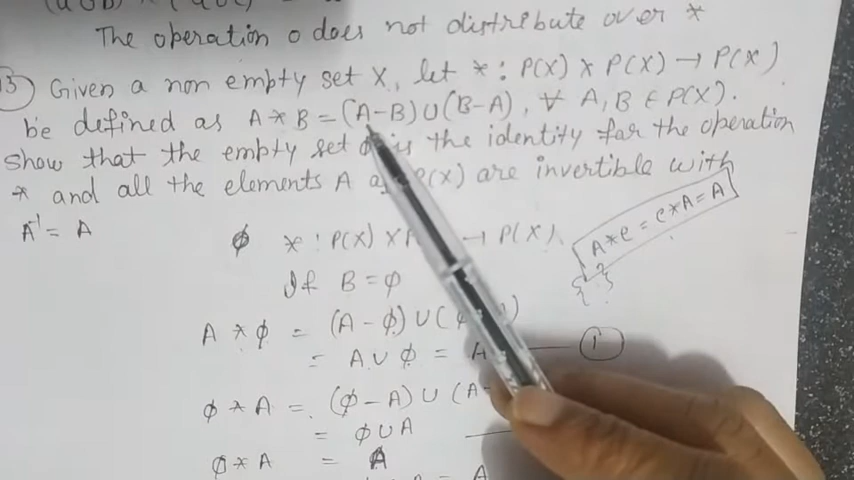 The operation o does not distribute over *
13) Given a non empty set X, let * : P(X) × P(X) → P(X)
be defined as A * B = (A-B) ∪ (B-A), ∀ A, B ∈ P(X).
show that the empty set ϕ is the identity for the operation
* and all the elements A of P(X) are invertible with
A⁻¹ = A
ϕ * : P(X) × P → P(X)
A*e = e*A = A
If B = ϕ
{ }
A * ϕ = (A - ϕ) ∪ (ϕ )
= A ∪ ϕ = A — 1
ϕ * A = (ϕ - A) ∪ (A-
= ϕ ∪ A
ϕ * A = A
= A